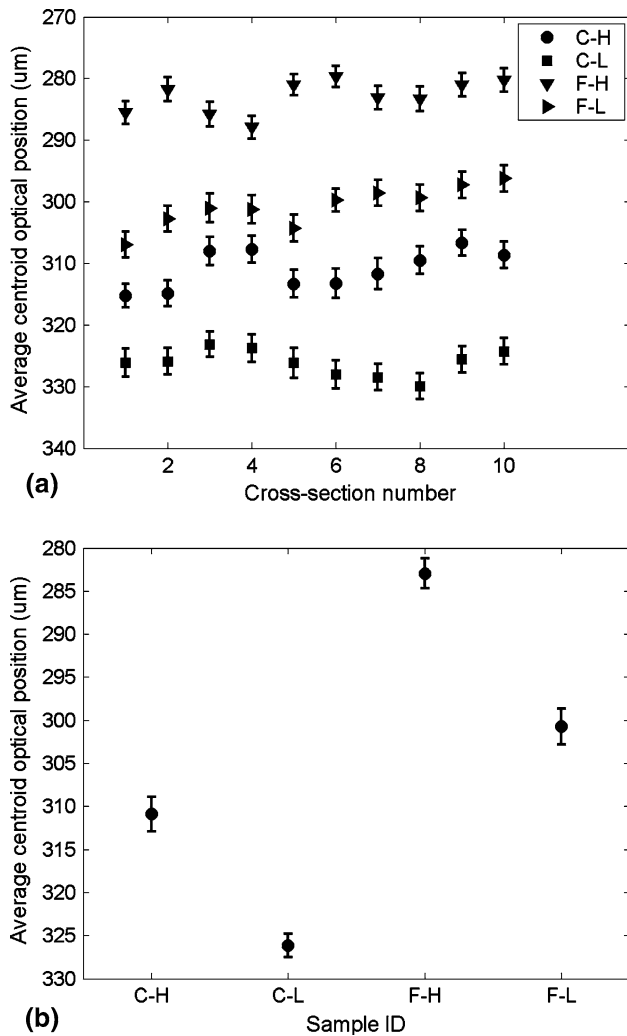 270
280
290
300
310
320
330
340
Average centroid optical position (um)
C-H
C-L
F-H
F-L
2 4 6 8 10
Cross-section number
(a)
280
285
290
295
300
305
310
315
320
325
330
Average centroid optical position (um)
C-H C-L F-H F-L
Sample ID
(b)